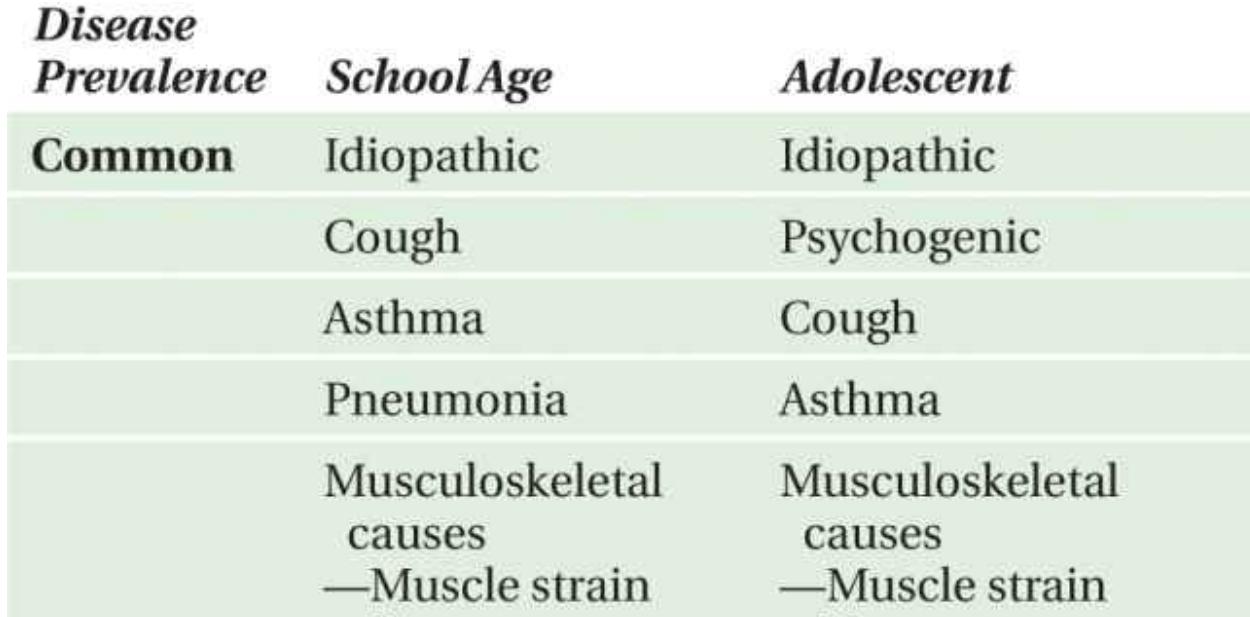 Disease
Prevalence School Age Adolescent
Common Idiopathic Idiopathic
Cough Psychogenic
Asthma Cough
Pneumonia Asthma
Musculoskeletal Musculoskeletal
causes causes
—Muscle strain —Muscle strain